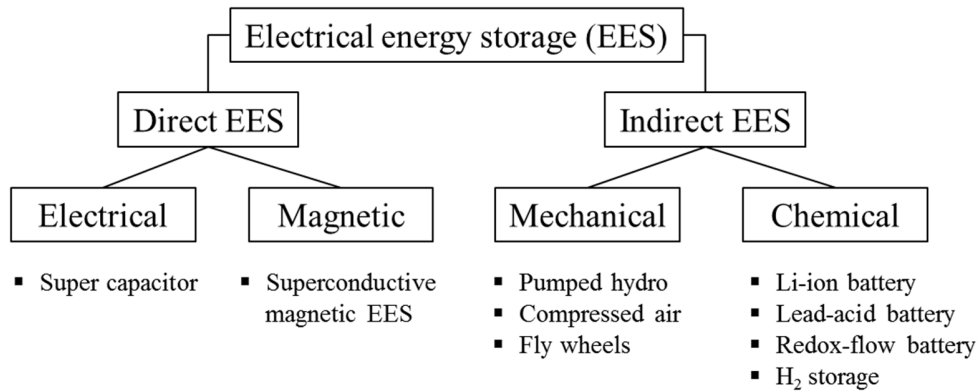 Electrical energy storage (EES)
Direct EES
Indirect EES
Electrical
Magnetic
Mechanical
Chemical
▪ Super capacitor
▪ Superconductive
magnetic EES
▪ Pumped hydro
▪ Compressed air
▪ Fly wheels
▪ Li-ion battery
▪ Lead-acid battery
▪ Redox-flow battery
▪ H₂ storage